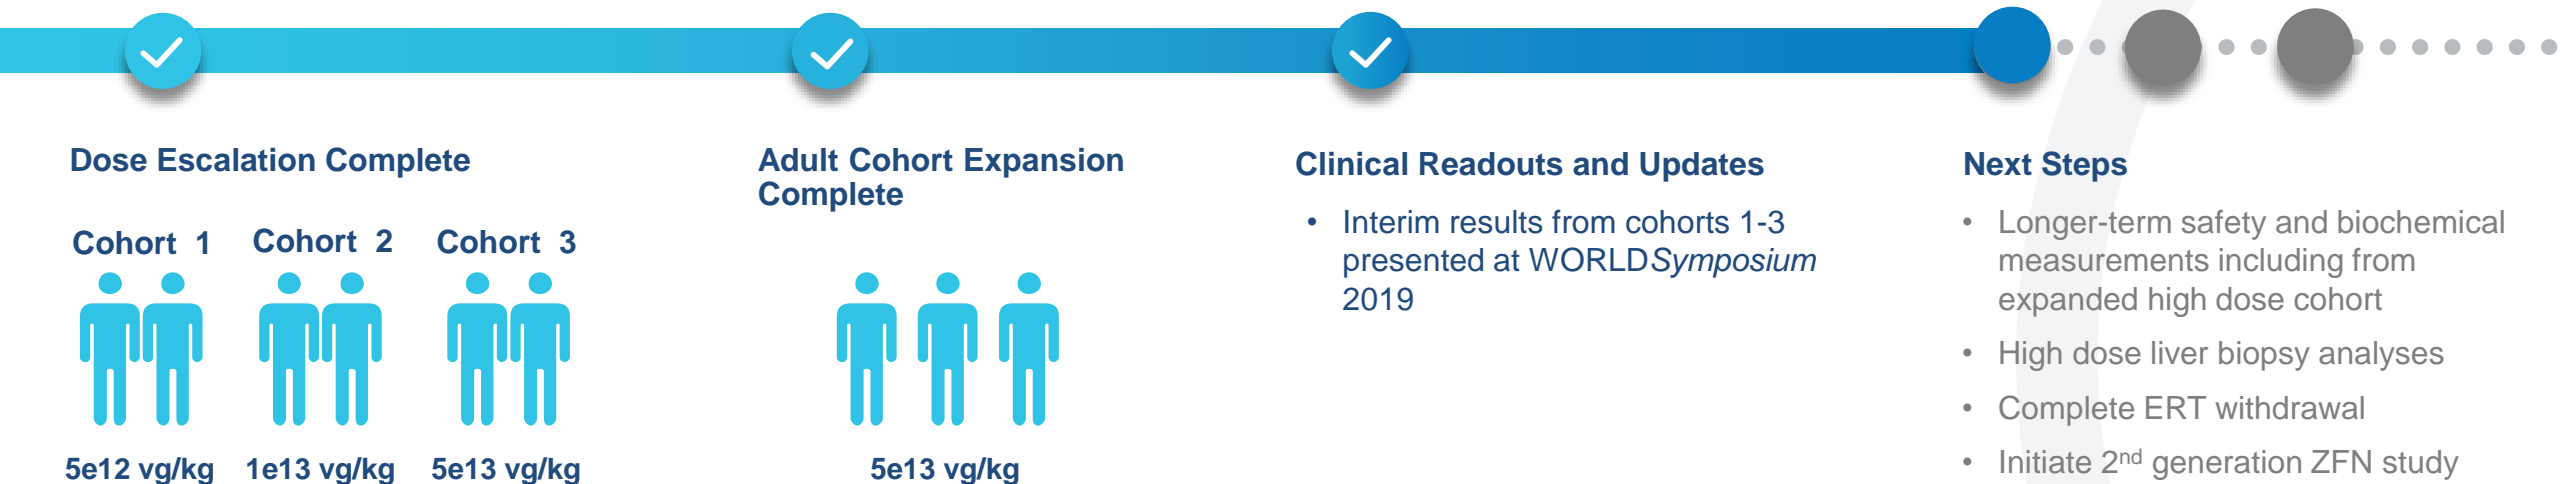 Dose Escalation Complete
Cohort 1 Cohort 2 Cohort 3
5e12 vg/kg 1e13 vg/kg 5e13 vg/kg
Adult Cohort Expansion
Complete
5e13 vg/kg
Clinical Readouts and Updates
• Interim results from cohorts 1-3
presented at WORLDSymposium
2019
Next Steps
• Longer-term safety and biochemical
measurements including from
expanded high dose cohort
• High dose liver biopsy analyses
• Complete ERT withdrawal
• Initiate 2nd generation ZFN study